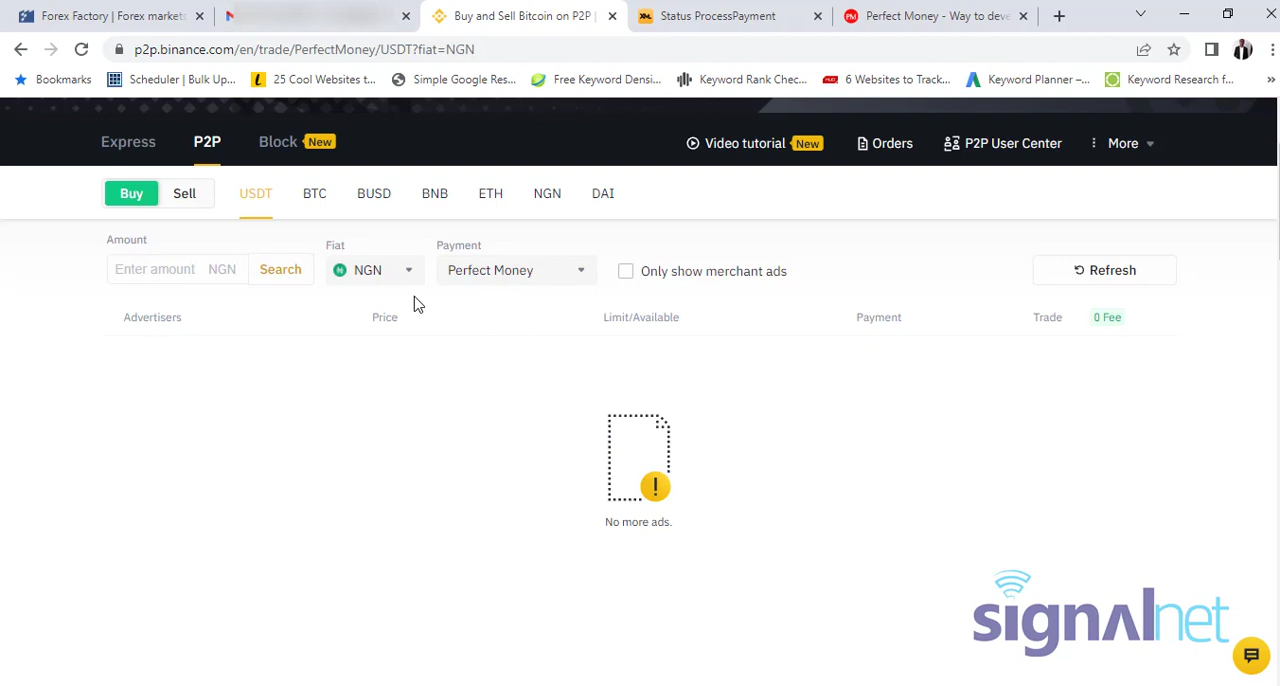 Forex Factory | Forex markets
Buy and Sell Bitcoin on P2P
XML Status ProcessPayment
PM Perfect Money - Way to deve
p2p.binance.com/en/trade/PerfectMoney/USDT?fiat=NGN
Bookmarks Scheduler | Bulk Up... 25 Cool Websites t... Simple Google Res... Free Keyword Densi... Keyword Rank Chec... 6 Websites to Track... Keyword Planner –... Keyword Research f... »
Express P2P Block New Video tutorial New Orders P2P User Center More
Buy Sell USDT BTC BUSD BNB ETH NGN DAI
Amount Fiat Payment
Enter amount NGN Search NGN Perfect Money Only show merchant ads Refresh
Advertisers Price Limit/Available Payment Trade 0 Fee
No more ads.
signalnet